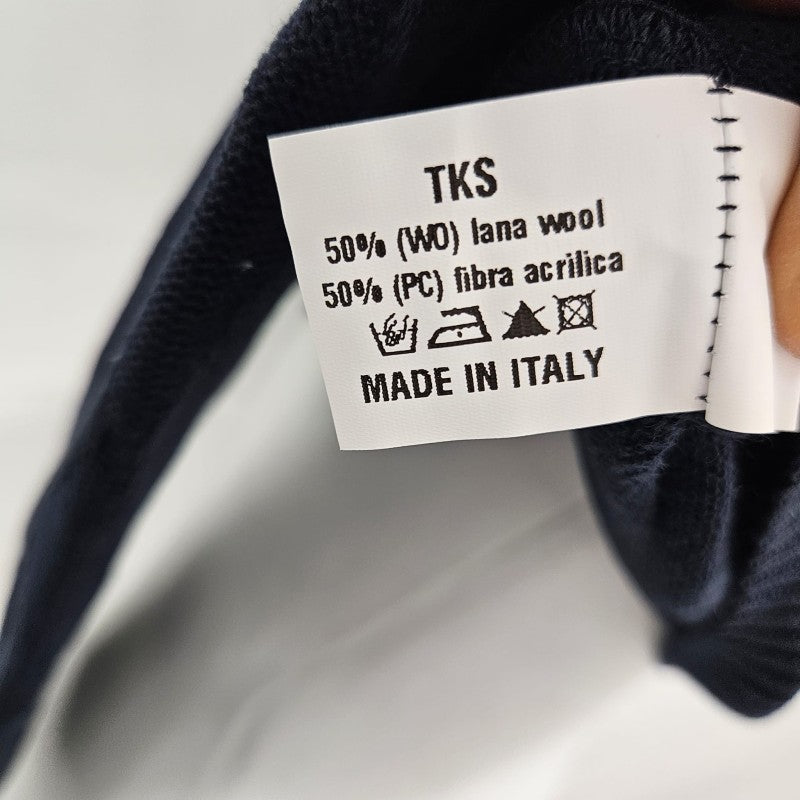 TKS
50% (WO) lana wool
50% (PC) fibra acrilica
MADE IN ITALY